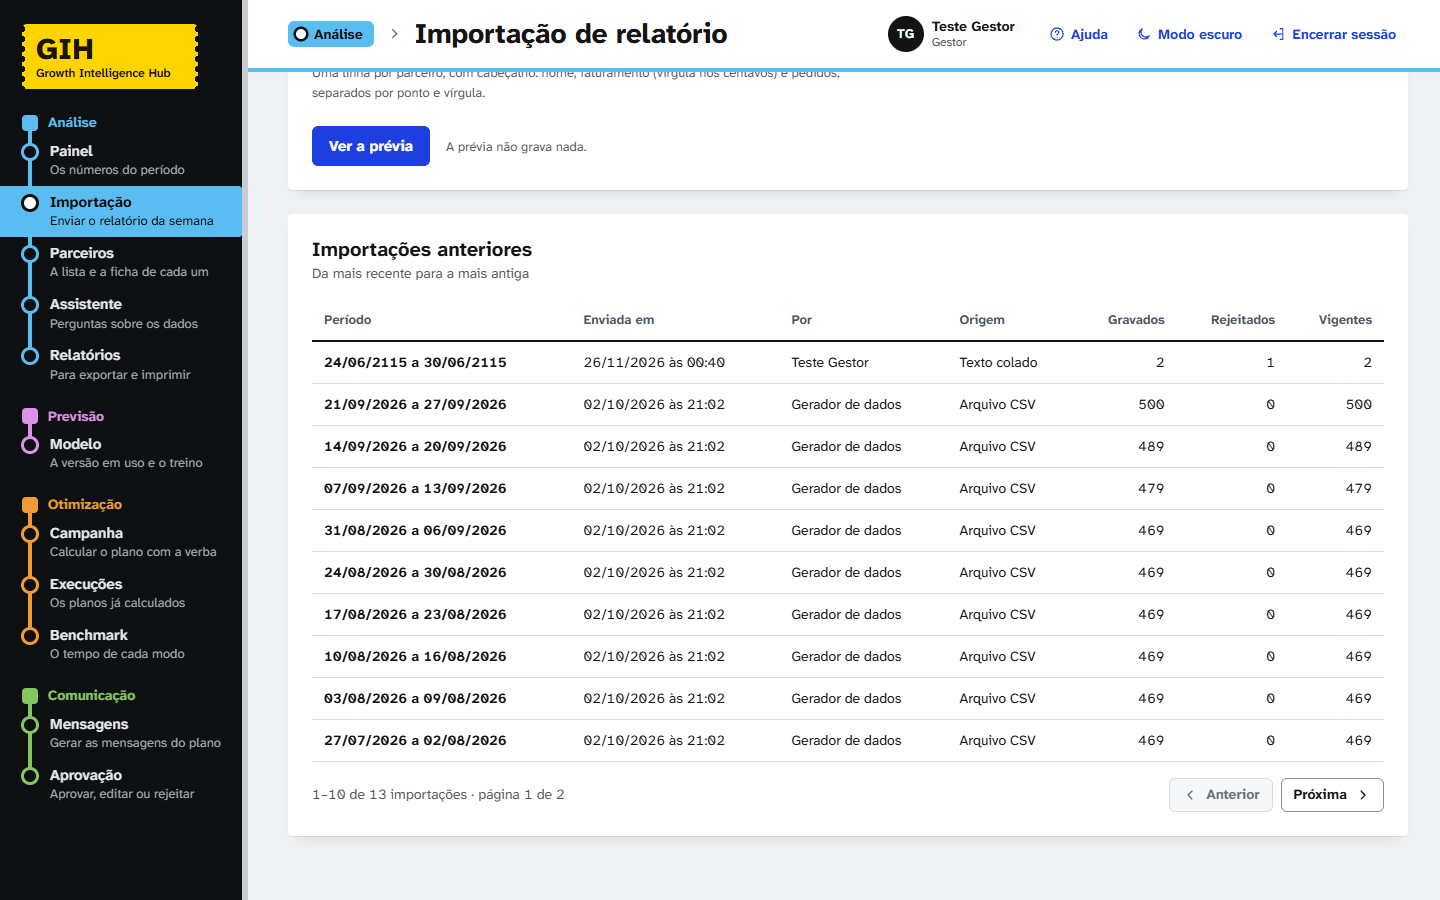 GIH
Growth Intelligence Hub
Análise
Painel
Os números do período
Importação
Enviar o relatório da semana
Parceiros
A lista e a ficha de cada um
Assistente
Perguntas sobre os dados
Relatórios
Para exportar e imprimir
Previsão
Modelo
A versão em uso e o treino
Otimização
Campanha
Calcular o plano com a verba
Execuções
Os planos já calculados
Benchmark
O tempo de cada modo
Comunicação
Mensagens
Gerar as mensagens do plano
Aprovação
Aprovar, editar ou rejeitar
Análise > Importação de relatório
TG Teste Gestor
Gestor
Ajuda Modo escuro Encerrar sessão
Uma linha por parceiro, com cabeçalho: nome, faturamento (vírgula nos centavos) e pedidos,
separados por ponto e vírgula.
Ver a prévia A prévia não grava nada.
Importações anteriores
Da mais recente para a mais antiga
Período Enviada em Por Origem Gravados Rejeitados Vigentes
24/06/2115 a 30/06/2115 26/11/2026 às 00:40 Teste Gestor Texto colado 2 1 2
21/09/2026 a 27/09/2026 02/10/2026 às 21:02 Gerador de dados Arquivo CSV 500 0 500
14/09/2026 a 20/09/2026 02/10/2026 às 21:02 Gerador de dados Arquivo CSV 489 0 489
07/09/2026 a 13/09/2026 02/10/2026 às 21:02 Gerador de dados Arquivo CSV 479 0 479
31/08/2026 a 06/09/2026 02/10/2026 às 21:02 Gerador de dados Arquivo CSV 469 0 469
24/08/2026 a 30/08/2026 02/10/2026 às 21:02 Gerador de dados Arquivo CSV 469 0 469
17/08/2026 a 23/08/2026 02/10/2026 às 21:02 Gerador de dados Arquivo CSV 469 0 469
10/08/2026 a 16/08/2026 02/10/2026 às 21:02 Gerador de dados Arquivo CSV 469 0 469
03/08/2026 a 09/08/2026 02/10/2026 às 21:02 Gerador de dados Arquivo CSV 469 0 469
27/07/2026 a 02/08/2026 02/10/2026 às 21:02 Gerador de dados Arquivo CSV 469 0 469
1–10 de 13 importações · página 1 de 2
Anterior Próxima